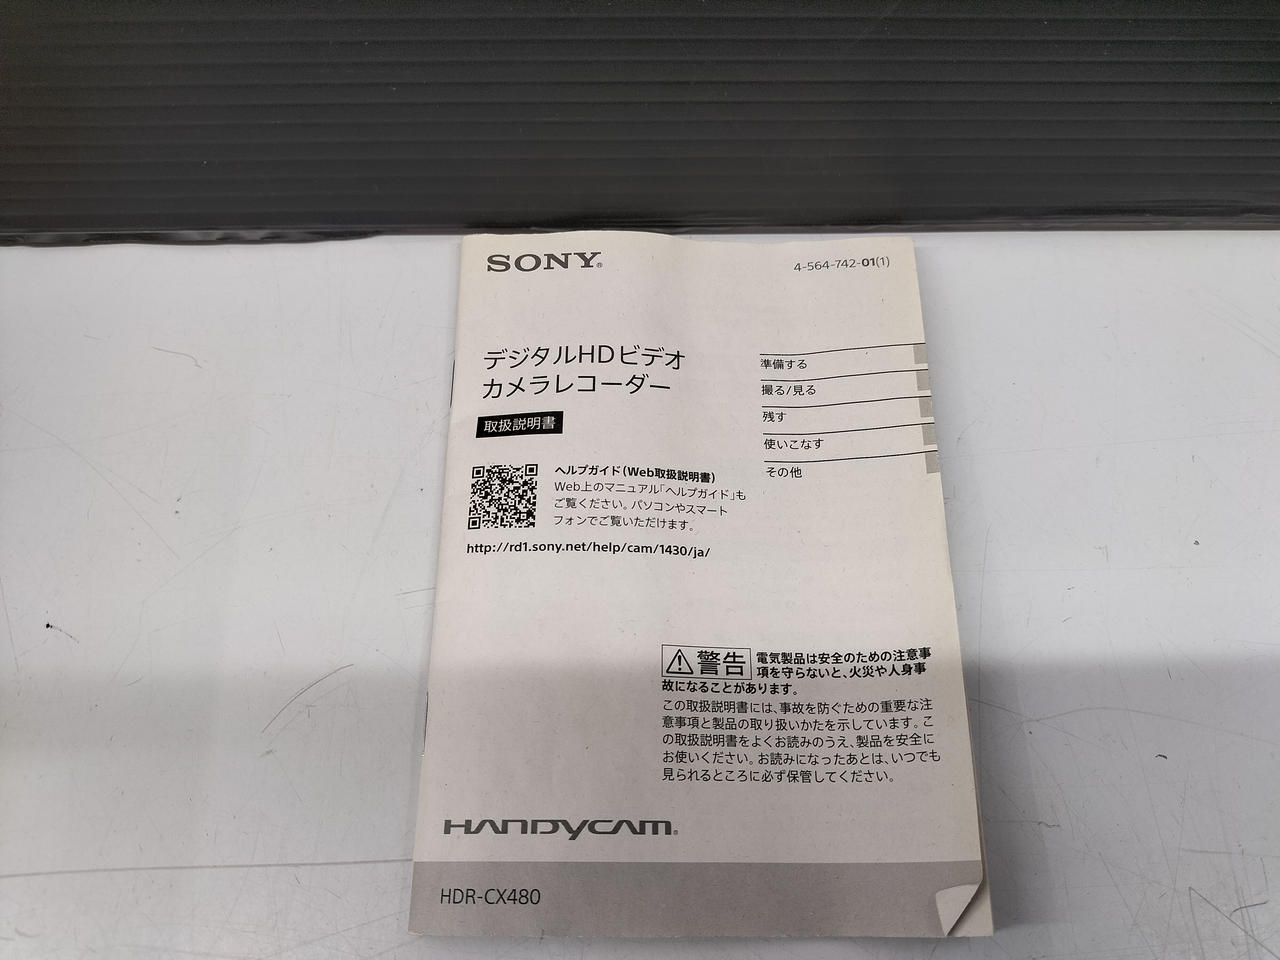 SONY®
4-564-742-01(1)
デジタルHDビデオ
カメラレコーダー
取扱説明書
準備する
撮る/見る
残す
使いこなす
その他
ヘルプガイド(Web取扱説明書)
Web上のマニュアル「ヘルプガイド」も
ご覧ください。パソコンやスマート
フォンでご覧いただけます。
http://rd1.sony.net/help/cam/1430/ja/
警告 電気製品は安全のための注意事
項を守らないと、火災や人身事
故になることがあります。
この取扱説明書には、事故を防ぐための重要な注
意事項と製品の取り扱いかたを示しています。こ
の取扱説明書をよくお読みのうえ、製品を安全に
お使いください。お読みになったあとは、いつでも
見られるところに必ず保管してください。
HANDYCAM®
HDR-CX480